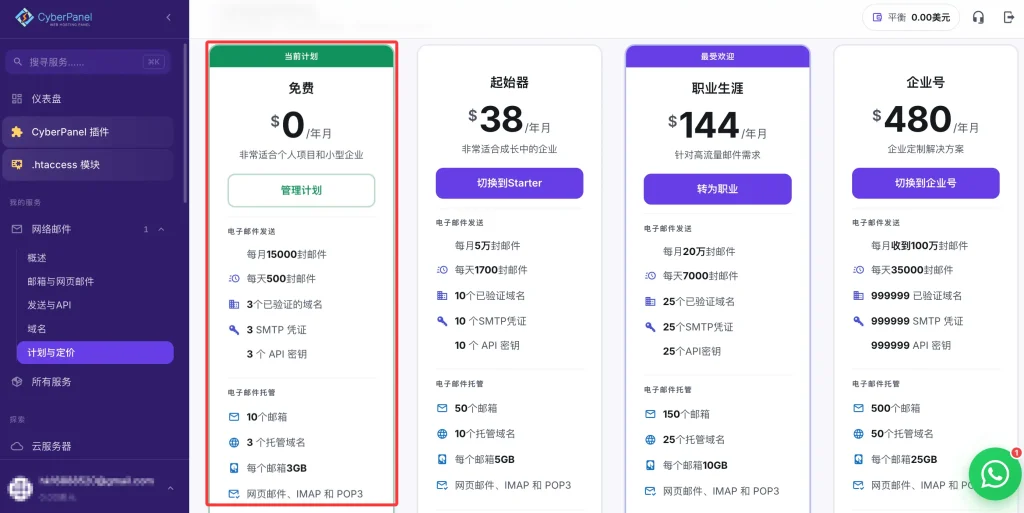 CyberPanel
WEB HOSTING PANEL
搜寻服务......
⌘K
仪表盘
CyberPanel 插件
.htaccess 模块
我的服务
网络邮件
1
概述
邮箱与网页邮件
发送与API
域名
计划与定价
所有服务
探索
云服务器
平衡 0.00美元
当前计划
免费
$0/年月
非常适合个人项目和小型企业
管理计划
电子邮件发送
每月15000封邮件
每天500封邮件
3个已验证的域名
3 SMTP 凭证
3 个 API 密钥
电子邮件托管
10个邮箱
3 个托管域名
每个邮箱3GB
网页邮件、IMAP 和 POP3
起始器
$38/年月
非常适合成长中的企业
切换到Starter
电子邮件发送
每月5万封邮件
每天1700封邮件
10个已验证域名
10 个SMTP凭证
10 个 API 密钥
电子邮件托管
50个邮箱
10个托管域名
每个邮箱5GB
网页邮件、IMAP 和 POP3
最受欢迎
职业生涯
$144/年月
针对高流量邮件需求
转为职业
电子邮件发送
每月20万封邮件
每天7000封邮件
25个已验证域名
25个SMTP凭证
25个API密钥
电子邮件托管
150个邮箱
25个托管域名
每个邮箱10GB
网页邮件、IMAP 和 POP3
企业号
$480/年月
企业定制解决方案
切换到企业号
电子邮件发送
每月收到100万封邮件
每天35000封邮件
999999 已验证域名
999999 SMTP 凭证
999999 API 密钥
电子邮件托管
500个邮箱
50个托管域名
每个邮箱25GB
网页邮件、IMAP 和
1